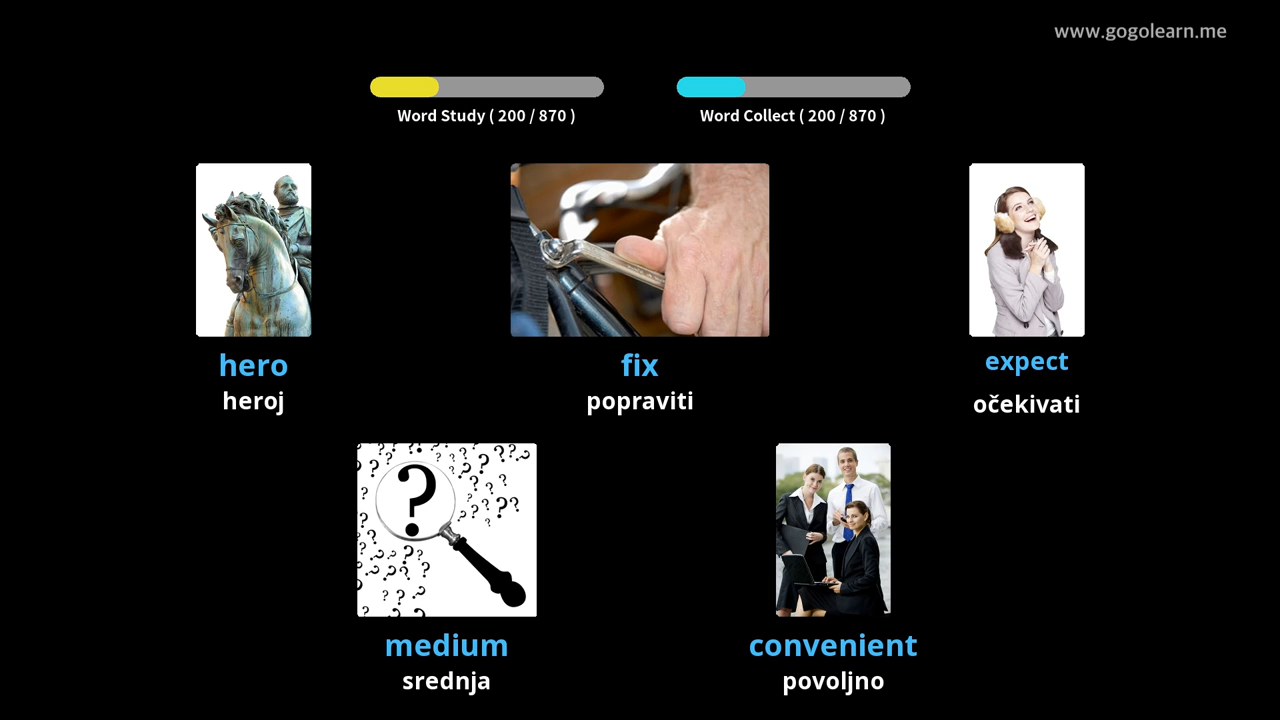 www.gogolearn.me
Word Study ( 200 / 870 )
Word Collect ( 200 / 870 )
hero
heroj
fix
popraviti
expect
očekivati
medium
srednja
convenient
povoljno